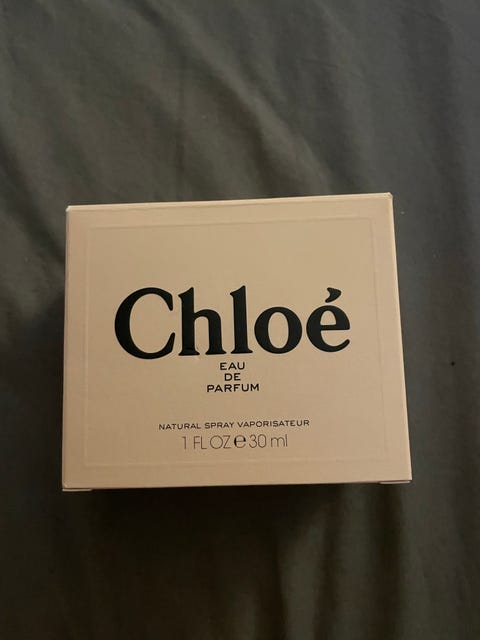 Chloé
EAU
DE
PARFUM
NATURAL SPRAY VAPORISATEUR
1 FL OZ ℮ 30 ml